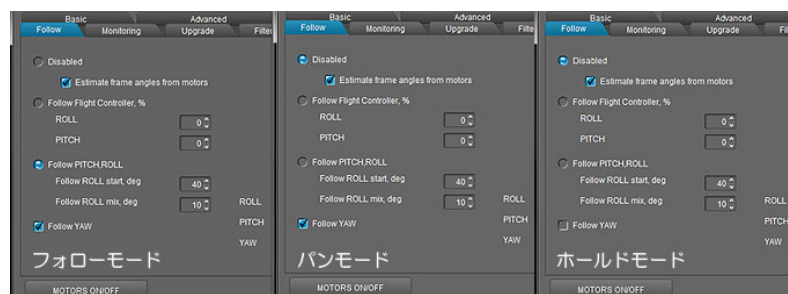 Basic Advanced
Follow Monitoring Upgrade Filte
Disabled
Estimate frame angles from motors
Follow Flight Controller, %
ROLL 0
PITCH 0
Follow PITCH,ROLL
Follow ROLL start, deg 40
Follow ROLL mix, deg 10 ROLL
Follow YAW PITCH
YAW
フォローモード
MOTORS ON/OFF
Basic Advanced
Follow Monitoring Upgrade Filte
Disabled
Estimate frame angles from motors
Follow Flight Controller, %
ROLL 0
PITCH 0
Follow PITCH,ROLL
Follow ROLL start, deg 40
Follow ROLL mix, deg 10 ROLL
Follow YAW PITCH
YAW
パンモード
MOTORS ON/OFF
Basic Advanced
Follow Monitoring Upgrade Fil
Disabled
Estimate frame angles from motors
Follow Flight Controller, %
ROLL 0
PITCH 0
Follow PITCH,ROLL
Follow ROLL start, deg 40
Follow ROLL mix, deg 10 ROLL
Follow YAW PITCH
YAW
ホールドモード
MOTORS ON/OFF